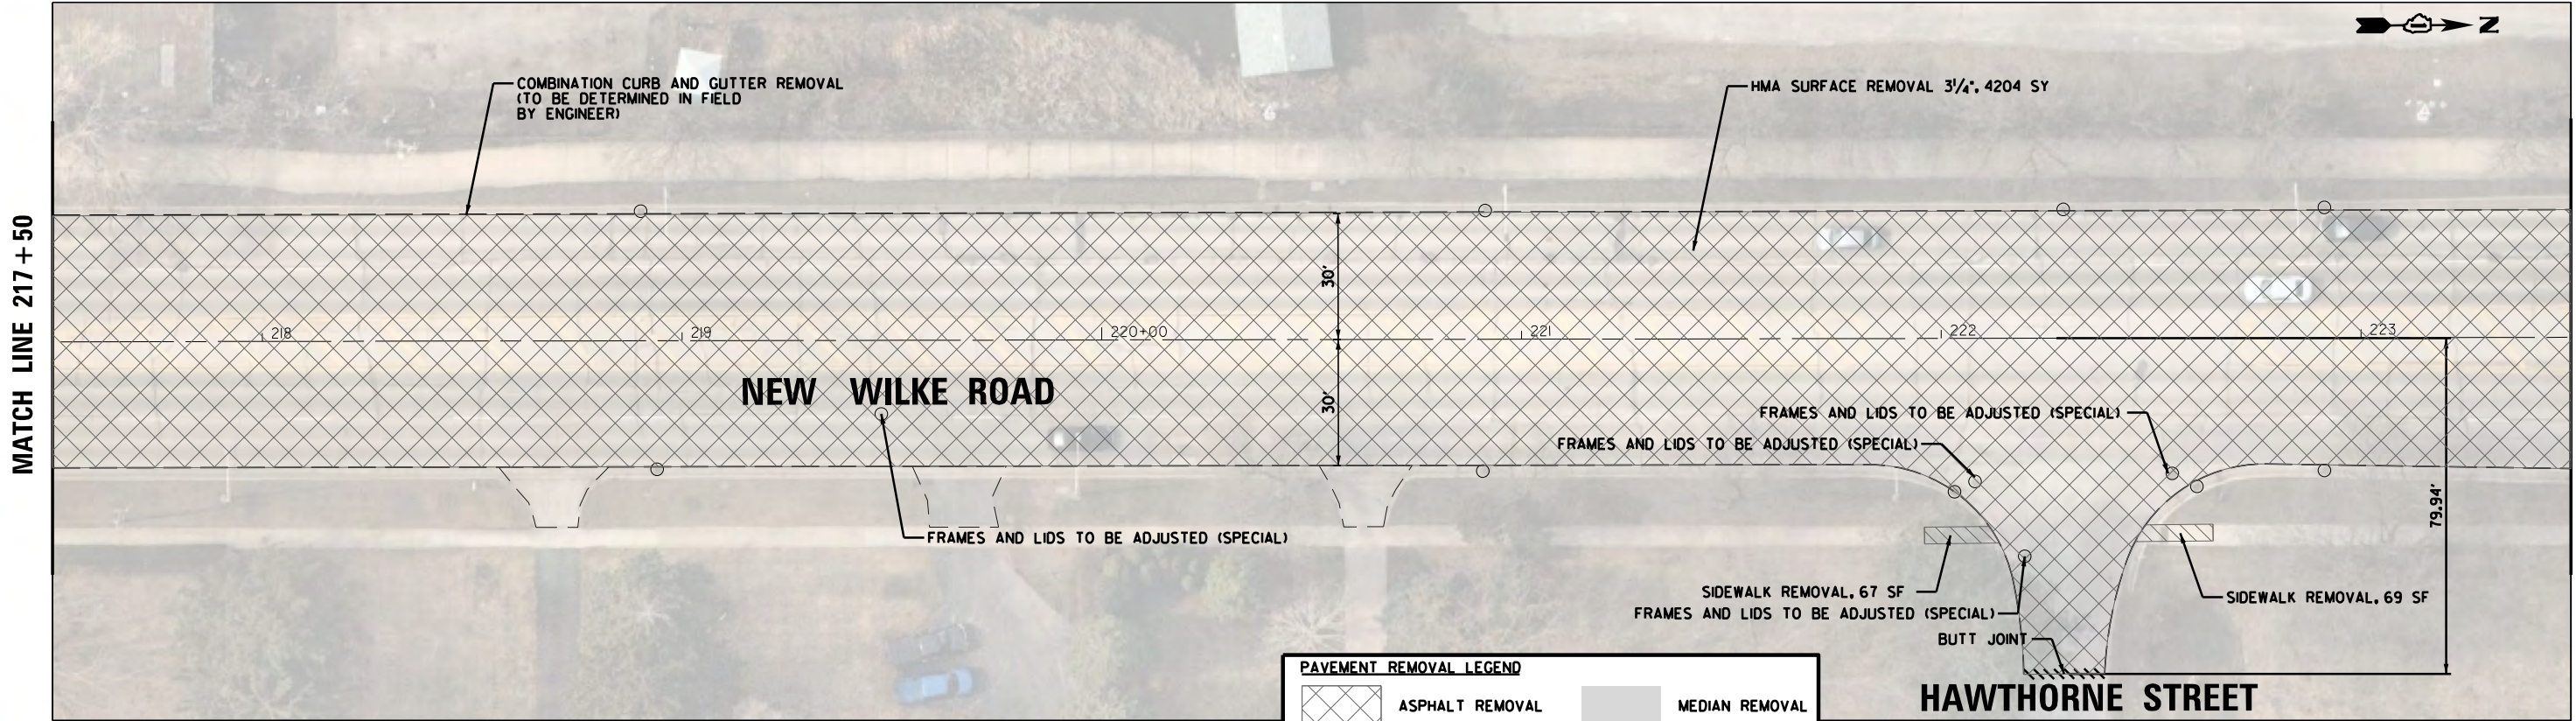 N
COMBINATION CURB AND GUTTER REMOVAL
(TO BE DETERMINED IN FIELD
BY ENGINEER)
HMA SURFACE REMOVAL 3¼", 4204 SY
MATCH LINE 217+50
30'
218
219
220+00
221
222
223
30'
NEW WILKE ROAD
FRAMES AND LIDS TO BE ADJUSTED (SPECIAL)
FRAMES AND LIDS TO BE ADJUSTED (SPECIAL)
79.94'
FRAMES AND LIDS TO BE ADJUSTED (SPECIAL)
SIDEWALK REMOVAL, 67 SF
SIDEWALK REMOVAL, 69 SF
FRAMES AND LIDS TO BE ADJUSTED (SPECIAL)
BUTT JOINT
PAVEMENT REMOVAL LEGEND
ASPHALT REMOVAL
MEDIAN REMOVAL
HAWTHORNE STREET